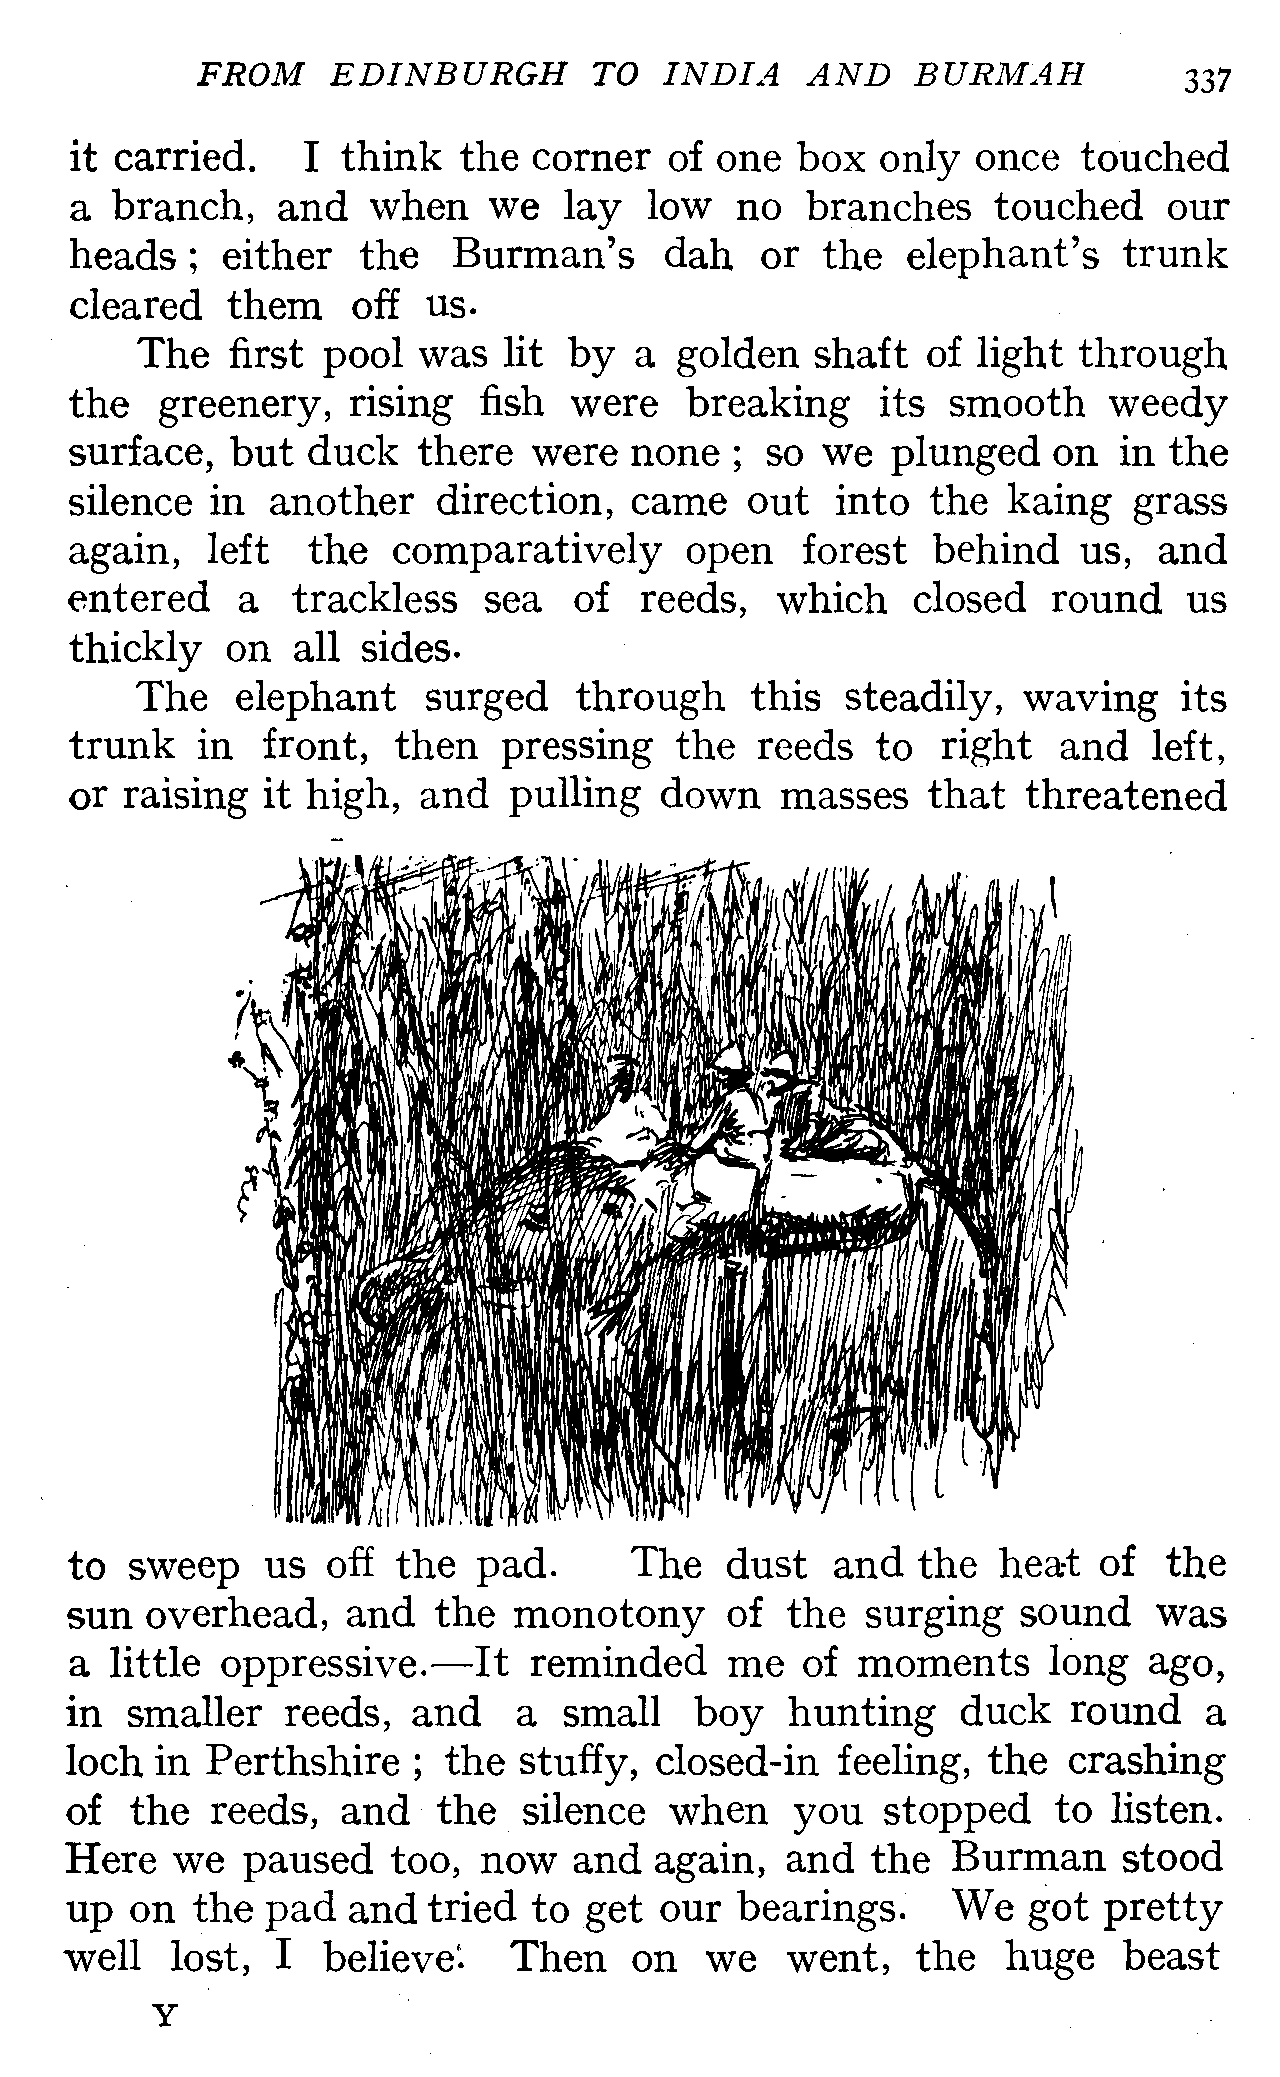 FROM EDINBURGH TO INDIA AND BURMAH 337
it carried. I think the corner of one box only once touched
a branch, and when we lay low no branches touched our
heads ; either the Burman's dah or the elephant's trunk
cleared them off us.
The first pool was lit by a golden shaft of light through
the greenery, rising fish were breaking its smooth weedy
surface, but duck there were none ; so we plunged on in the
silence in another direction, came out into the kaing grass
again, left the comparatively open forest behind us, and
entered a trackless sea of reeds, which closed round us
thickly on all sides.
The elephant surged through this steadily, waving its
trunk in front, then pressing the reeds to right and left,
or raising it high, and pulling down masses that threatened
to sweep us off the pad. The dust and the heat of the
sun overhead, and the monotony of the surging sound was
a little oppressive.—It reminded me of moments long ago,
in smaller reeds, and a small boy hunting duck round a
loch in Perthshire ; the stuffy, closed-in feeling, the crashing
of the reeds, and the silence when you stopped to listen.
Here we paused too, now and again, and the Burman stood
up on the pad and tried to get our bearings. We got pretty
well lost, I believe. Then on we went, the huge beast
Y